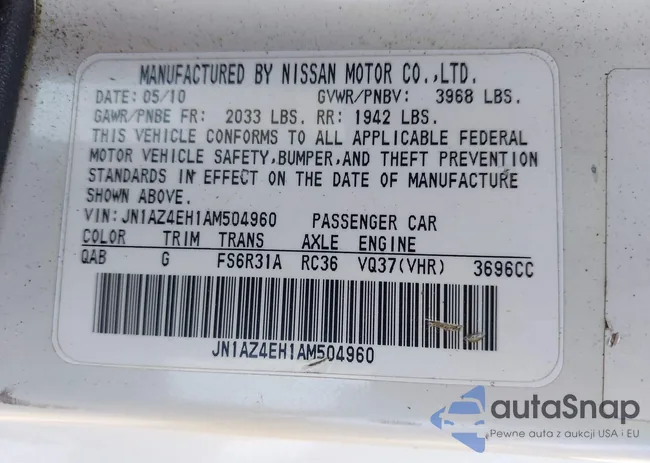 MANUFACTURED BY NISSAN MOTOR CO.,LTD.
DATE: 05/10 GVWR/PNBV: 3968 LBS.
GAWR/PNBE FR: 2033 LBS. RR: 1942 LBS.
THIS VEHICLE CONFORMS TO ALL APPLICABLE FEDERAL
MOTOR VEHICLE SAFETY,BUMPER,AND THEFT PREVENTION
STANDARDS IN EFFECT ON THE DATE OF MANUFACTURE
SHOWN ABOVE.
VIN: JN1AZ4EH1AM504960 PASSENGER CAR
COLOR TRIM TRANS AXLE ENGINE
QAB G FS6R31A RC36 VQ37(VHR) 3696CC
JN1AZ4EH1AM504960
autaSnap
Pewne auta z aukcji USA i EU